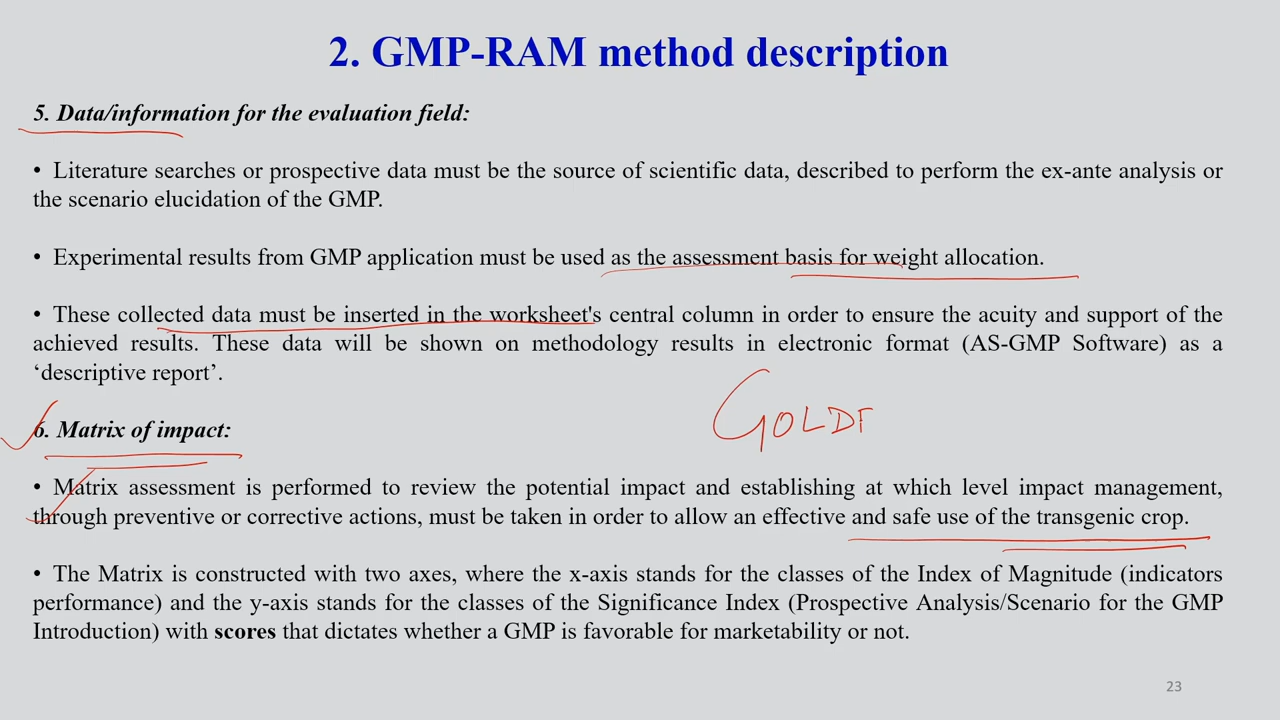 2. GMP-RAM method description
5. Data/information for the evaluation field:
• Literature searches or prospective data must be the source of scientific data, described to perform the ex-ante analysis or
the scenario elucidation of the GMP.
• Experimental results from GMP application must be used as the assessment basis for weight allocation.
• These collected data must be inserted in the worksheet's central column in order to ensure the acuity and support of the
achieved results. These data will be shown on methodology results in electronic format (AS-GMP Software) as a
‘descriptive report’.
GOLDE
6. Matrix of impact:
• Matrix assessment is performed to review the potential impact and establishing at which level impact management,
through preventive or corrective actions, must be taken in order to allow an effective and safe use of the transgenic crop.
• The Matrix is constructed with two axes, where the x-axis stands for the classes of the Index of Magnitude (indicators
performance) and the y-axis stands for the classes of the Significance Index (Prospective Analysis/Scenario for the GMP
Introduction) with scores that dictates whether a GMP is favorable for marketability or not.
23